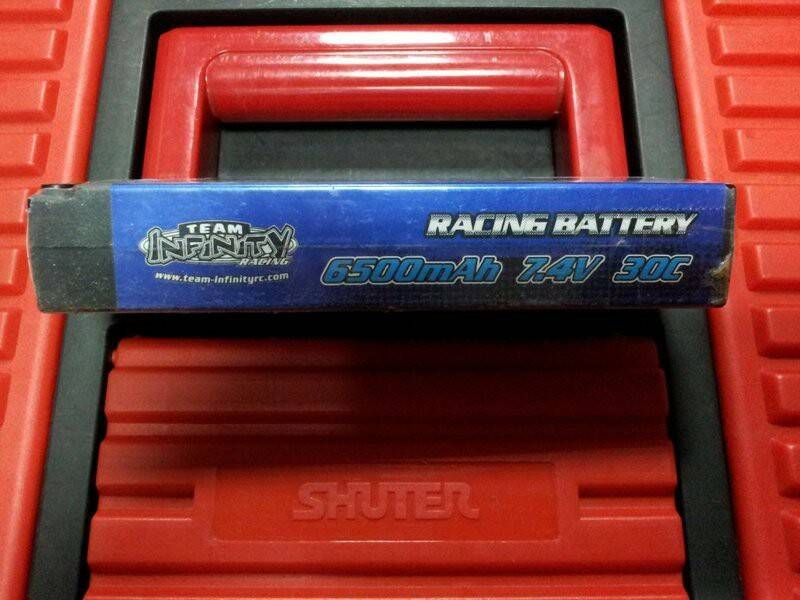 TEAM
INFINITY
RACING
www.team-infinityrc.com
RACING BATTERY
6500mAh 7.4V 30C
SHUTER